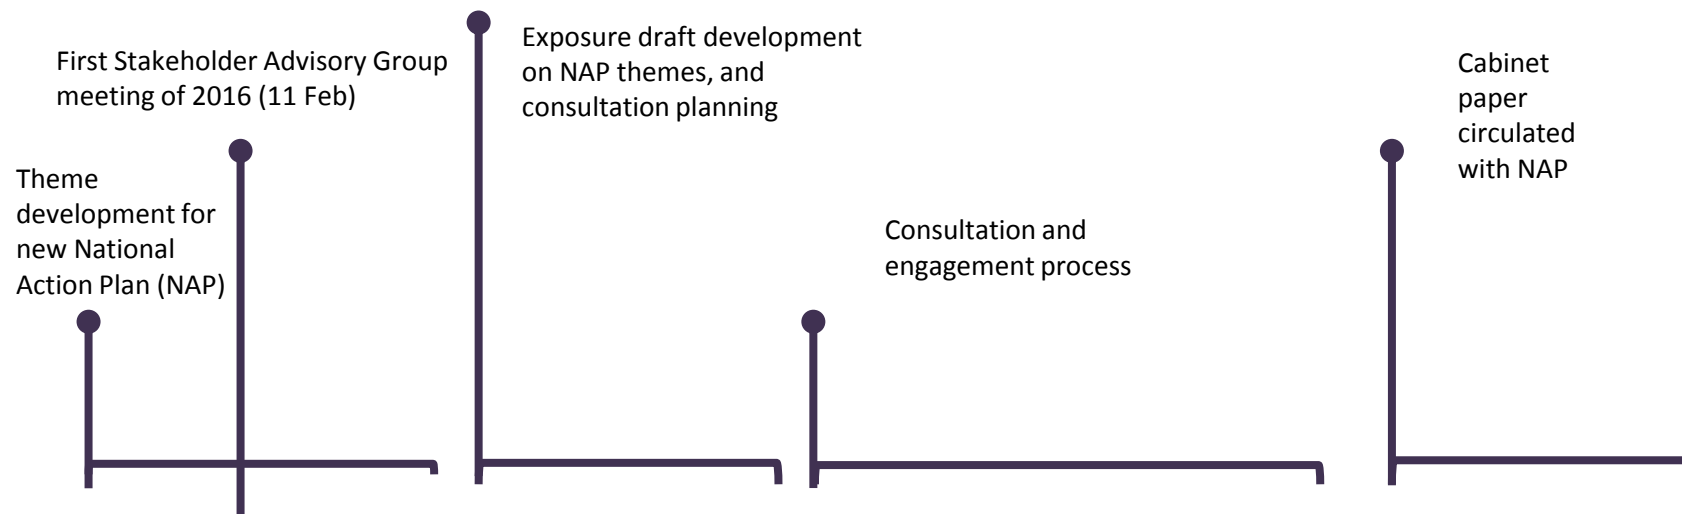 First Stakeholder Advisory Group
meeting of 2016 (11 Feb)
Exposure draft development
on NAP themes, and
consultation planning
Cabinet
paper
circulated
with NAP
Theme
development for
new National
Action Plan (NAP)
Consultation and
engagement process